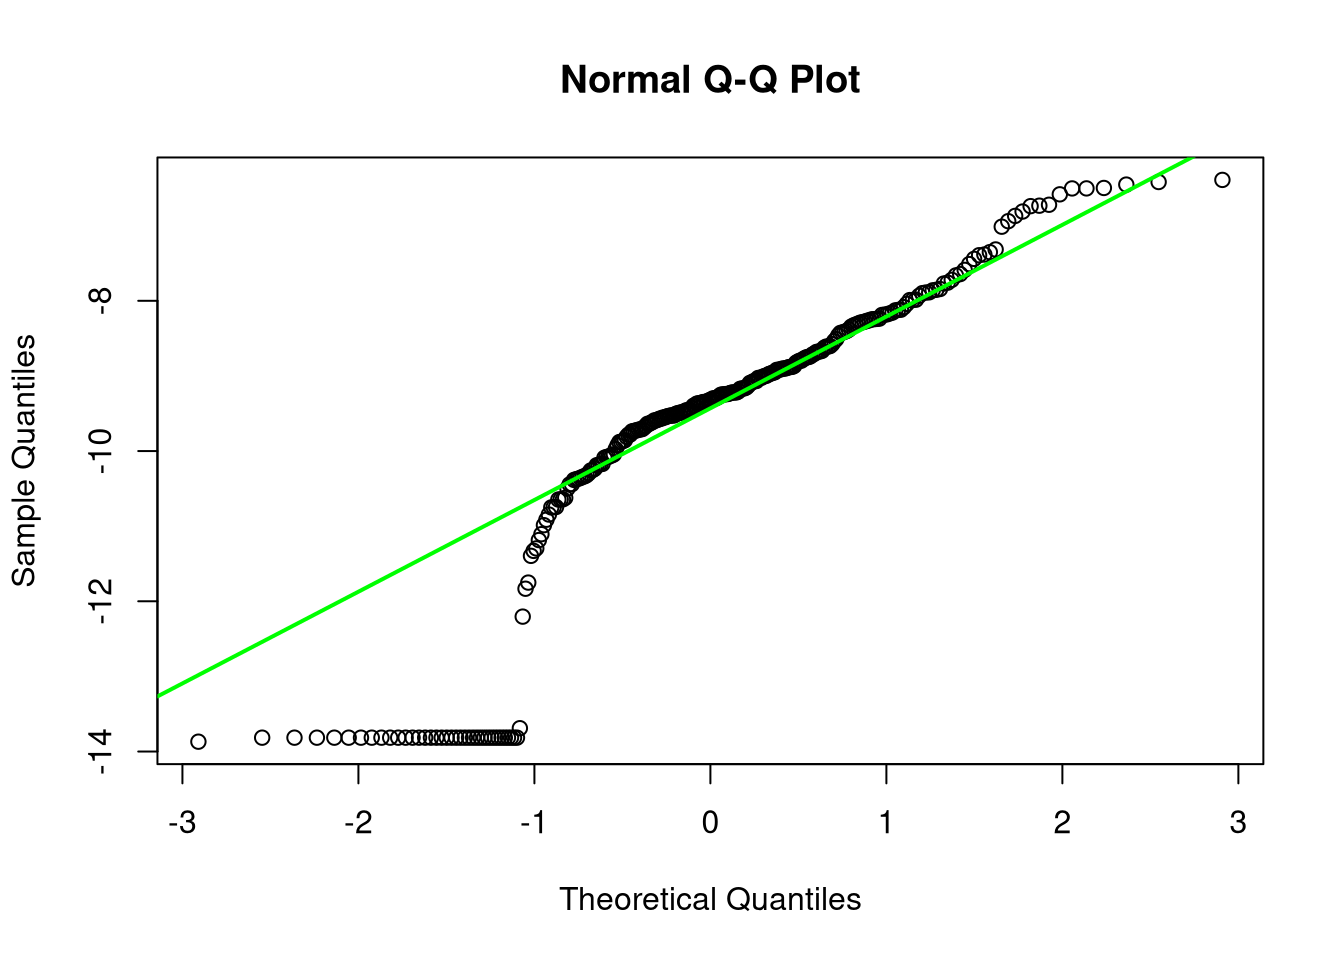 Normal Q-Q Plot
Sample Quantiles
-8
-10
-12
-14
-3 -2 -1 0 1 2 3
Theoretical Quantiles